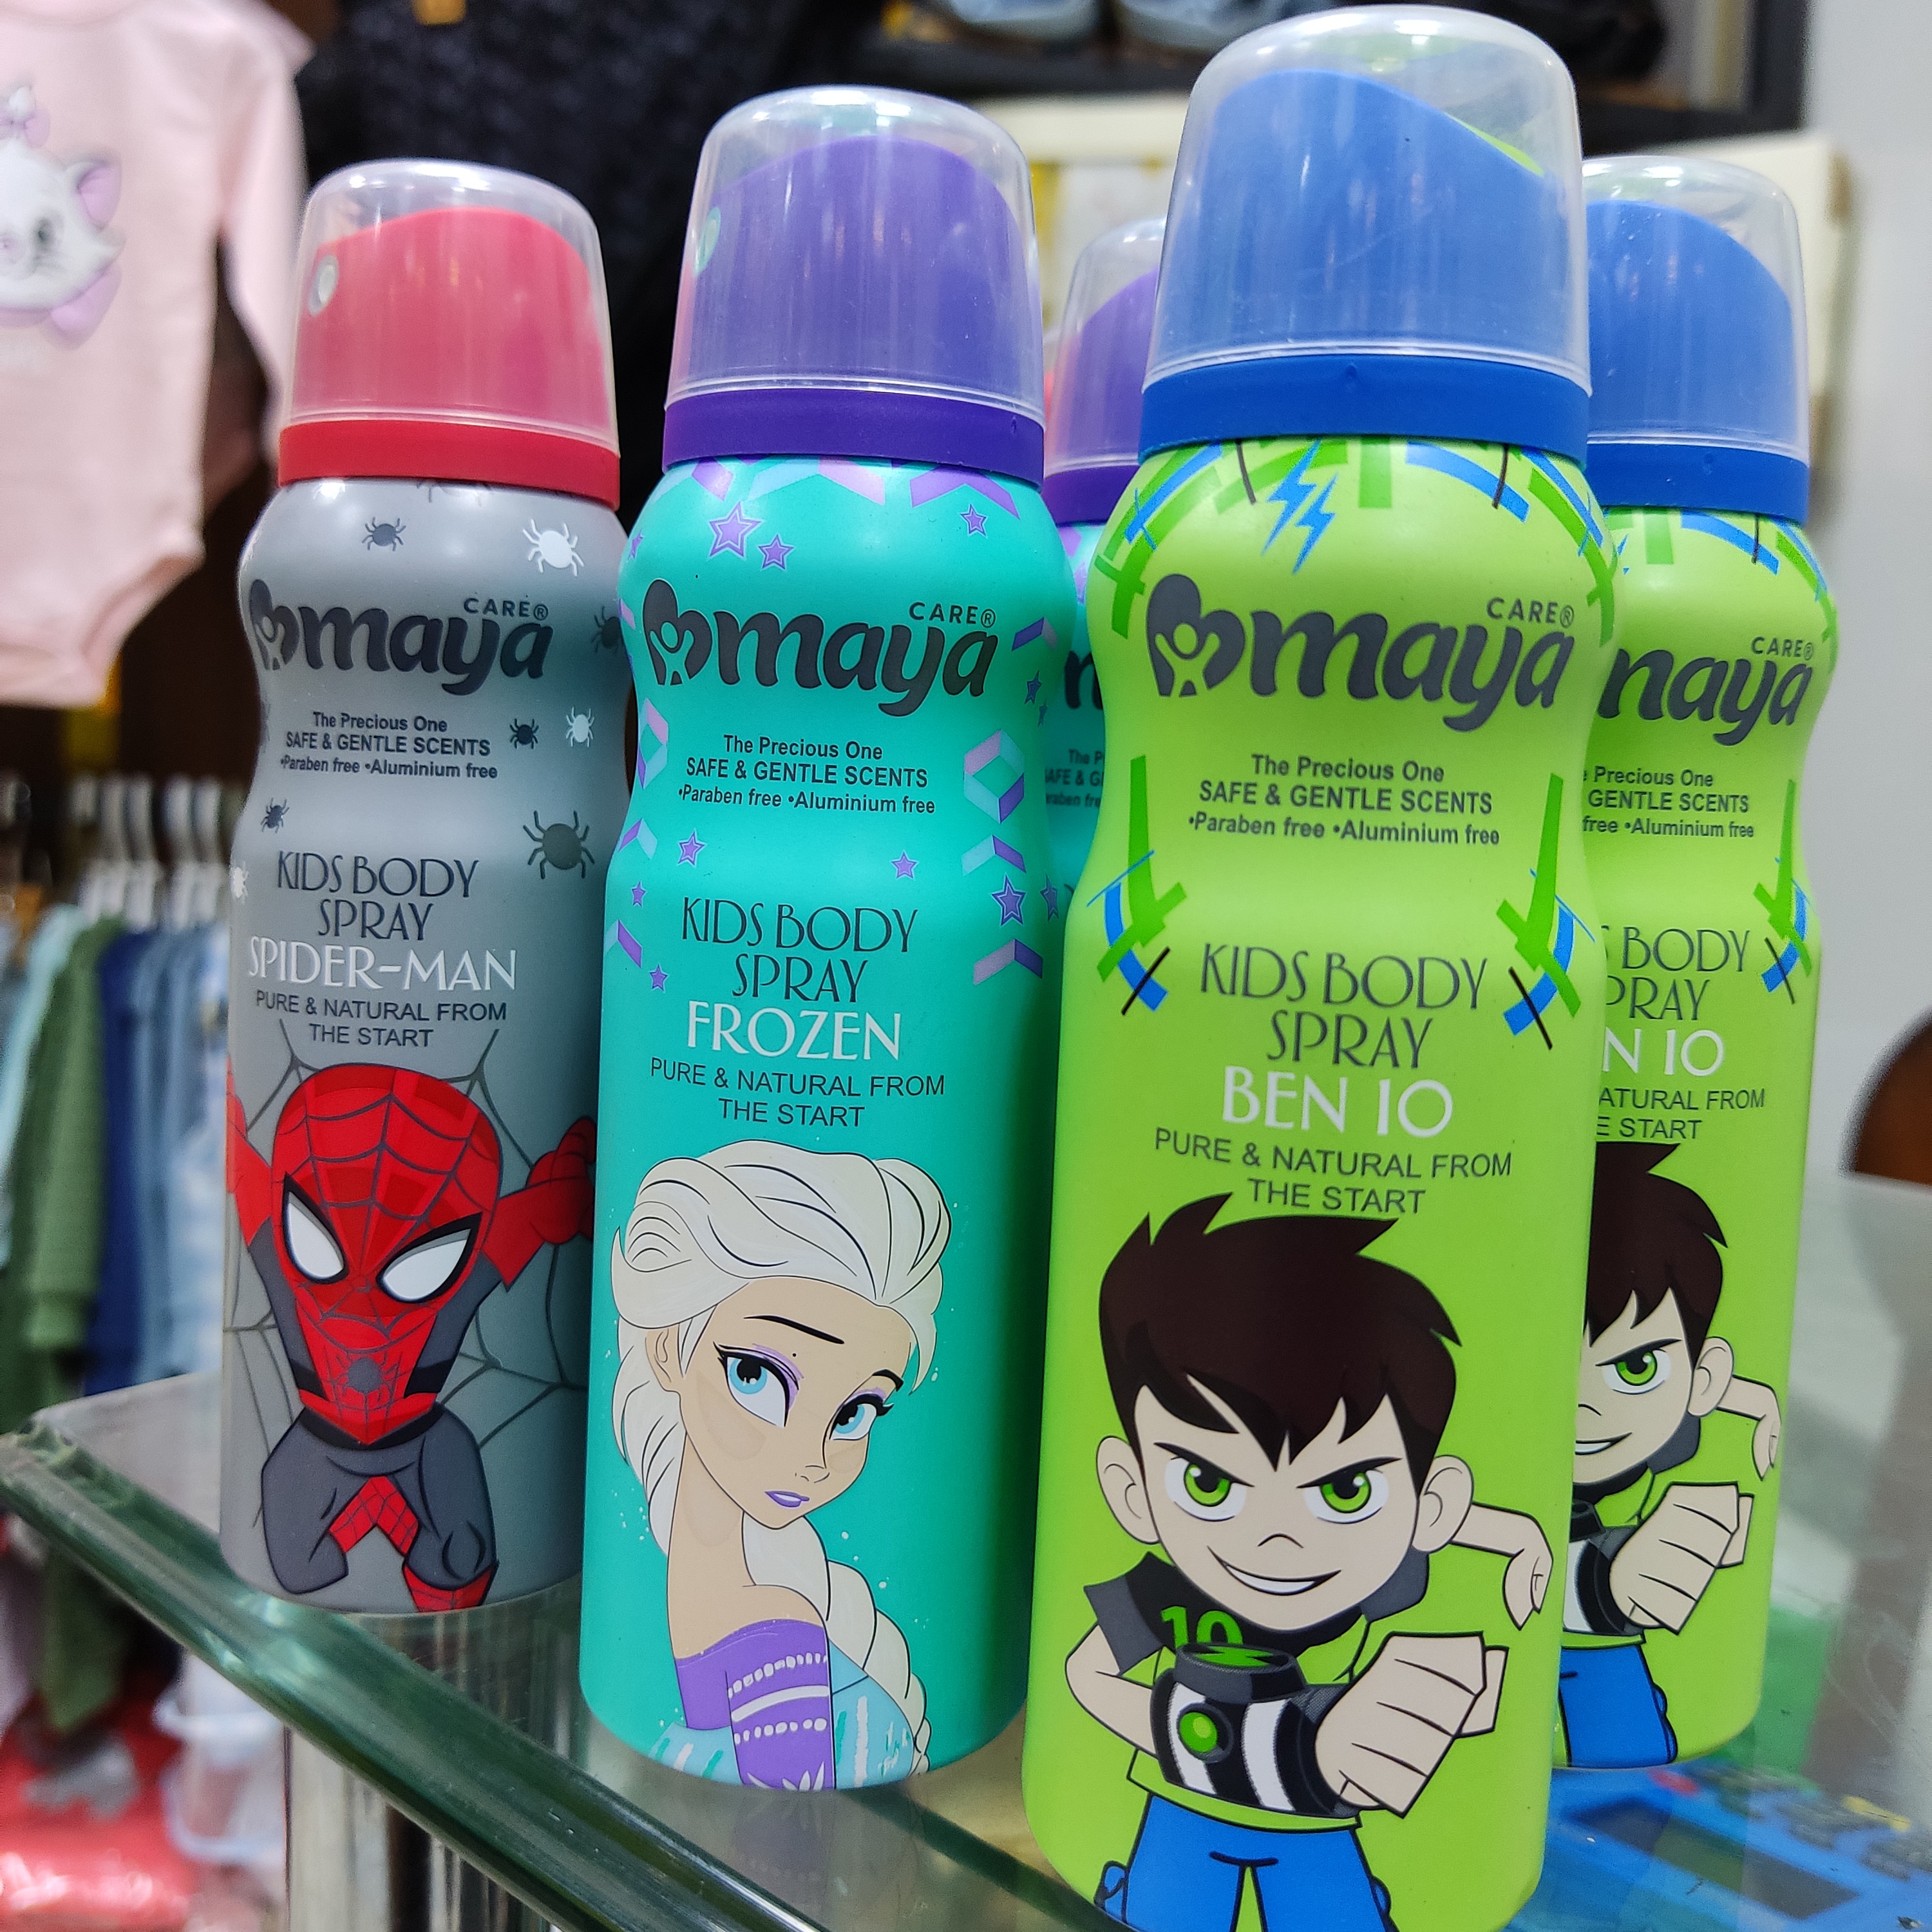 CARE®
maya
The Precious One
SAFE & GENTLE SCENTS
•Paraben free •Aluminium free
KIDS BODY
SPRAY
SPIDER-MAN
PURE & NATURAL FROM
THE START
CARE®
maya
The Precious One
SAFE & GENTLE SCENTS
•Paraben free •Aluminium free
KIDS BODY
SPRAY
FROZEN
PURE & NATURAL FROM
THE START
CARE®
maya
The Precious One
SAFE & GENTLE SCENTS
•Paraben free •Aluminium free
KIDS BODY
SPRAY
BEN 10
PURE & NATURAL FROM
THE START
10
CARE®
Precious One
GENTLE SCENTS
free •Aluminium free
BODY
10
FROM
START